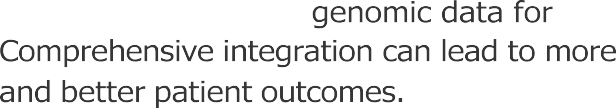 genomic data for
Comprehensive integration can lead to more
and better patient outcomes.